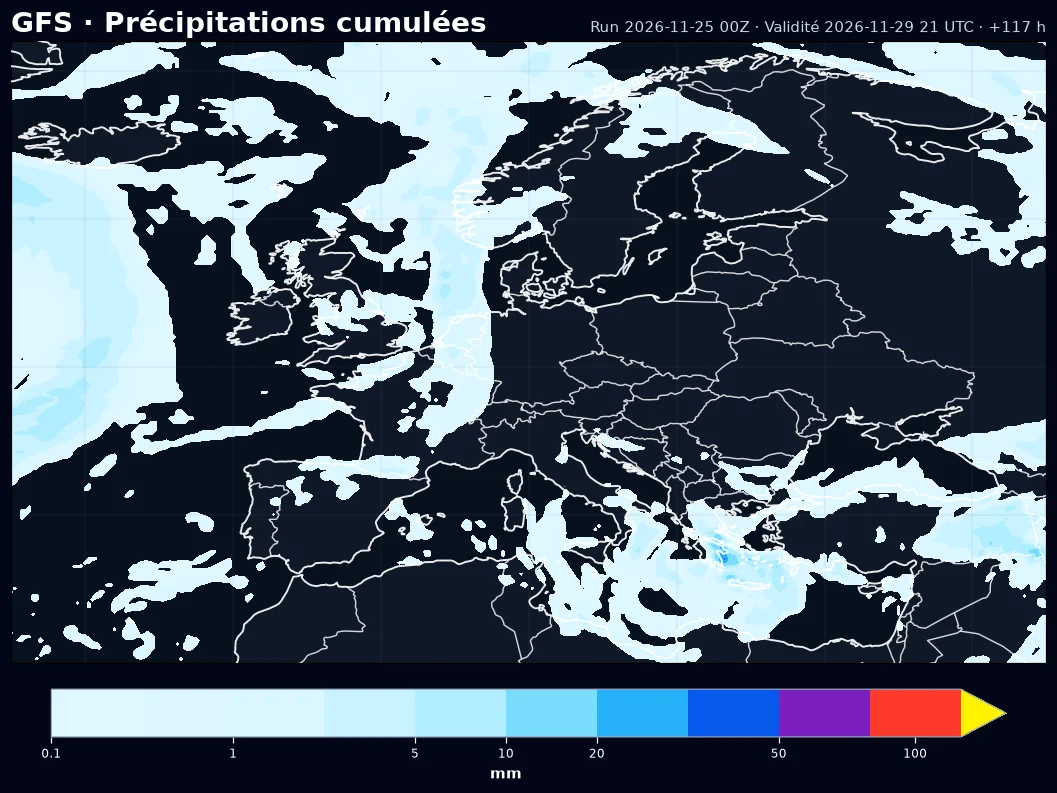 GFS · Précipitations cumulées
Run 2026-11-25 00Z · Validité 2026-11-29 21 UTC · +117 h
0.1 1 5 10 20 50 100
mm